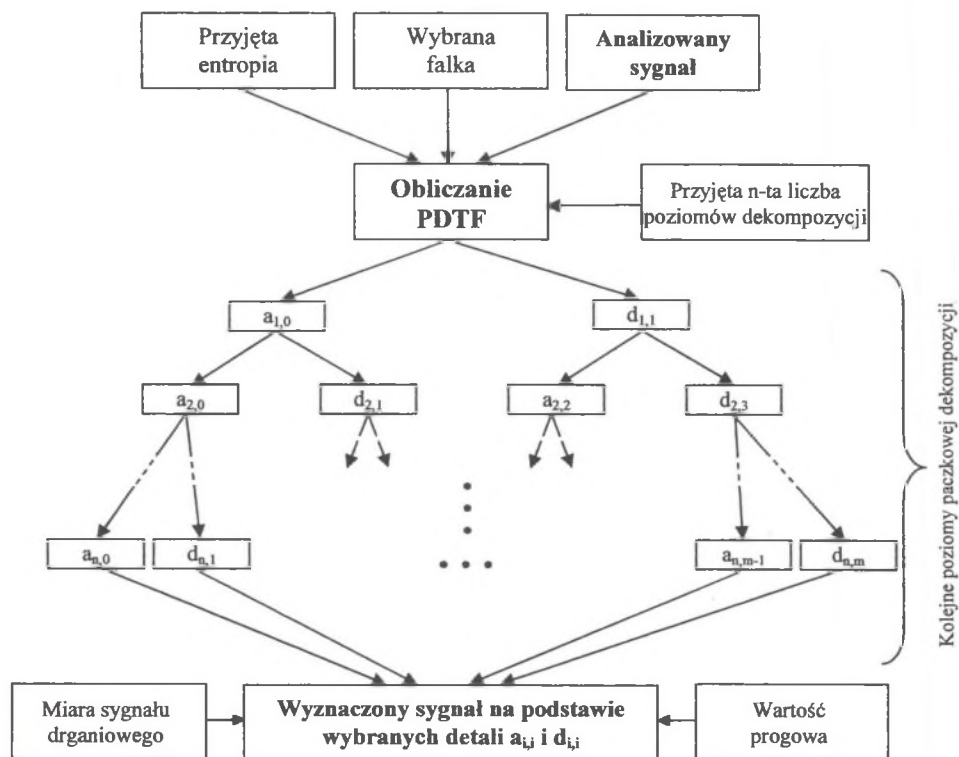 Przyjęta
entropia
Wybrana
falka
Analizowany
sygnał
Obliczanie
PDTF
Przyjęta n-ta liczba
poziomów dekompozycji
a1,0
d1,1
a2,0
d2,1
a2,2
d2,3
an,0
dn,1
an,m-1
dn,m
Kolejne poziomy paczkowej dekompozycji
Miara sygnału
drganiowego
Wyznaczony sygnał na podstawie
wybranych detali ai,j i di,j
Wartość
progowa